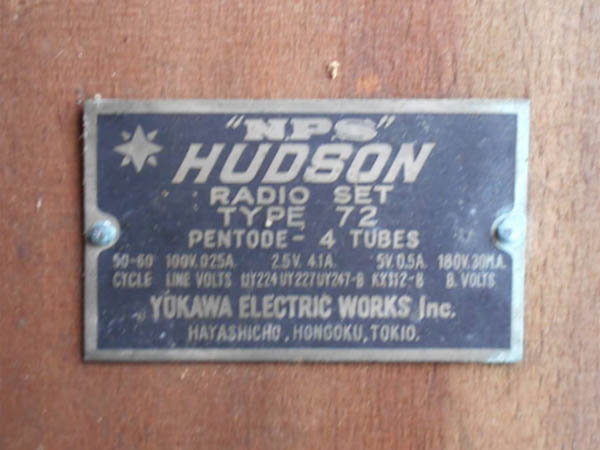 "NPS"
HUDSON
RADIO SET
TYPE 72
PENTODE - 4 TUBES
50-60 100V. 0.25A. 2.5V. 4.1A. 5V. 0.5A. 180V. 30M.A.
CYCLE LINE VOLTS UY224 UY227 UY247-B KX112-B B. VOLTS
YOKAWA ELECTRIC WORKS Inc.
HAYASHICHO, HONGOKU, TOKIO.